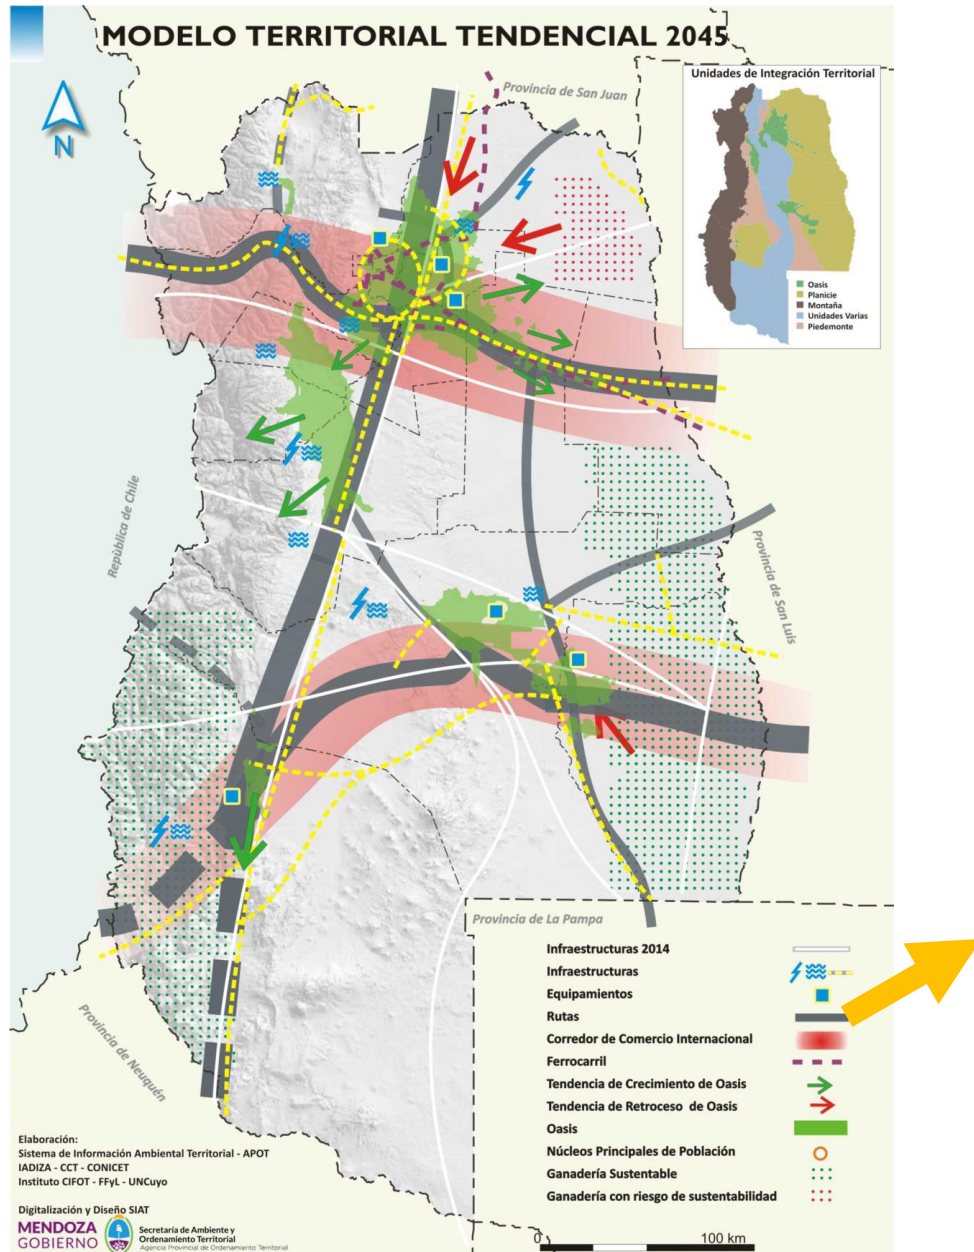 MODELO TERRITORIAL TENDENCIAL 2045
Provincia de San Juan
Unidades de Integración Territorial
Oasis
Planicie
Montaña
Unidades Varias
Piedemonte
N
República de Chile
Provincia de San Luis
Provincia de La Pampa
Provincia de Neuquén
Infraestructuras 2014
Infraestructuras
Equipamientos
Rutas
Corredor de Comercio Internacional
Ferrocarril
Tendencia de Crecimiento de Oasis
Tendencia de Retroceso de Oasis
Oasis
Núcleos Principales de Población
Ganadería Sustentable
Ganadería con riesgo de sustentabilidad
0 100 km
Elaboración:
Sistema de Información Ambiental Territorial - APOT
IADIZA - CCT - CONICET
Instituto CIFOT - FFyL - UNCuyo
Digitalización y Diseño SIAT
MENDOZA
GOBIERNO
Secretaría de Ambiente y
Ordenamiento Territorial
Agencia Provincial de Ordenamiento Territorial